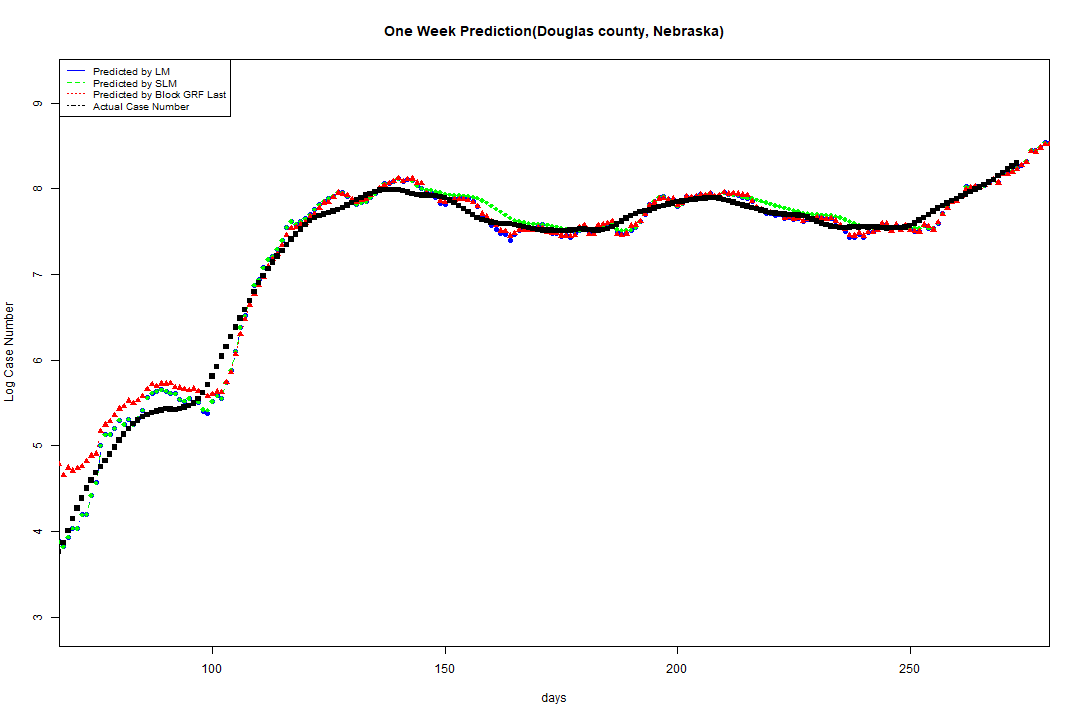 One Week Prediction(Douglas county, Nebraska)
Predicted by LM
Predicted by SLM
Predicted by Block GRF Last
Actual Case Number
9
8
7
6
5
4
3
Log Case Number
100 150 200 250
days